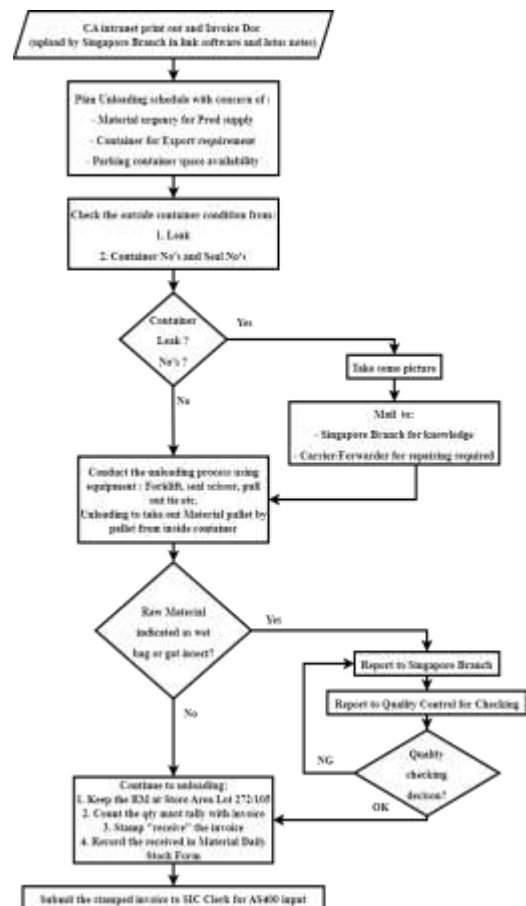 CA intranet print out and Invoice Doc
(upload by Singapore Branch in link software and lotus notes)
Plan Unloading schedule with concern of :
- Material urgency for Prod supply
- Container for Export requirement
- Parking container space availability
Check the outside container condition from:
1. Leak
2. Container No's and Seal No's
Container
Leak ?
No's ?
Yes
No
Take some picture
Mail to:
- Singapore Branch for knowledge
- Carrier/Forwarder for repairing required
Conduct the unloading process using
equipment : Forklift, seal scissor, pull
out tie etc.
Unloading to take out Material pallet by
pallet from inside container
Raw Material
indicated as wet
bag or got insect?
Yes
No
Report to Singapore Branch
Report to Quality Control for Checking
Quality
checking
decison?
NG
OK
Continue to unloading:
1. Keep the RM at Store Area Lot 272/105
2. Count the qty must tally with invoice
3. Stamp "receive" the invoice
4. Record the received in Material Daily
Stock Form
Submit the stamped invoice to SIC Clerk for AS400 input